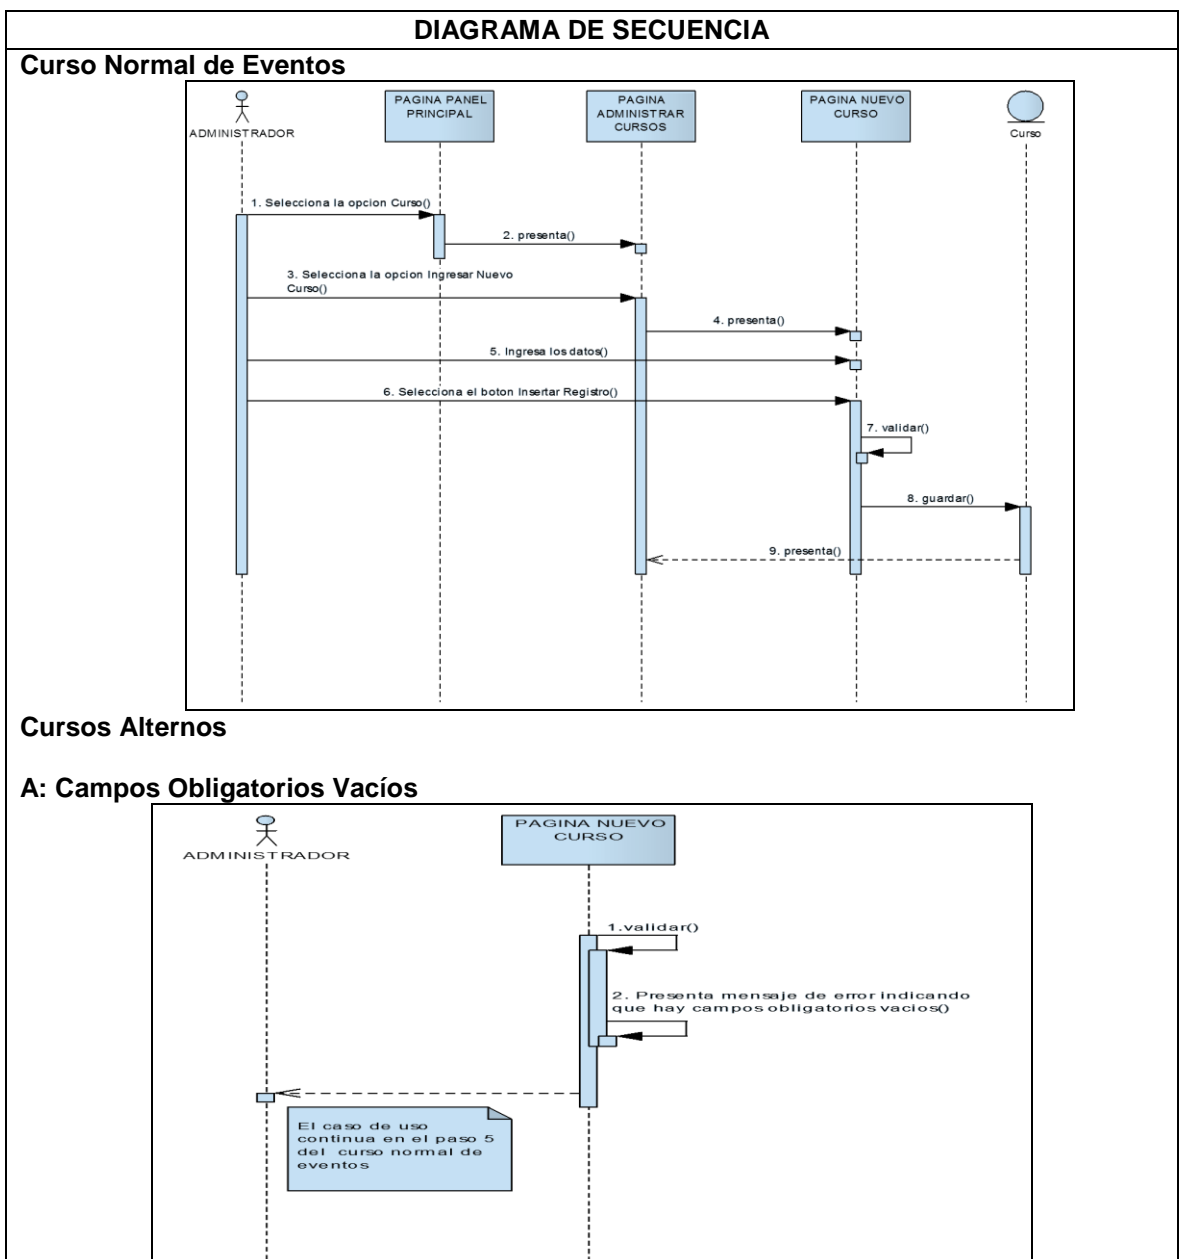 DIAGRAMA DE SECUENCIA
Curso Normal de Eventos
ADMINISTRADOR
PAGINA PANEL
PRINCIPAL
PAGINA
ADMINISTRAR
CURSOS
PAGINA NUEVO
CURSO
Curso
1. Selecciona la opcion Curso()
2. presenta()
3. Selecciona la opcion Ingresar Nuevo
Curso()
4. presenta()
5. Ingresa los datos()
6. Selecciona el boton Insertar Registro()
7. validar()
8. guardar()
9. presenta()
Cursos Alternos
A: Campos Obligatorios Vacíos
ADMINISTRADOR
PAGINA NUEVO
CURSO
1.validar()
2. Presenta mensaje de error indicando
que hay campos obligatorios vacios()
El caso de uso
continua en el paso 5
del curso normal de
eventos